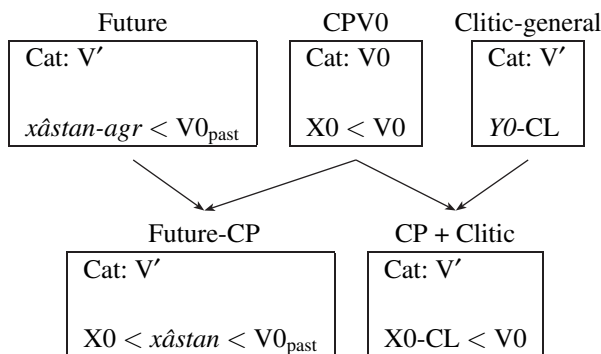 Future CPV0 Clitic-general
Cat: V′ Cat: V0 Cat: V′
xâstan-agr < V0past X0 < V0 Y0-CL
Future-CP CP + Clitic
Cat: V′ Cat: V′
X0 < xâstan < V0past X0-CL < V0